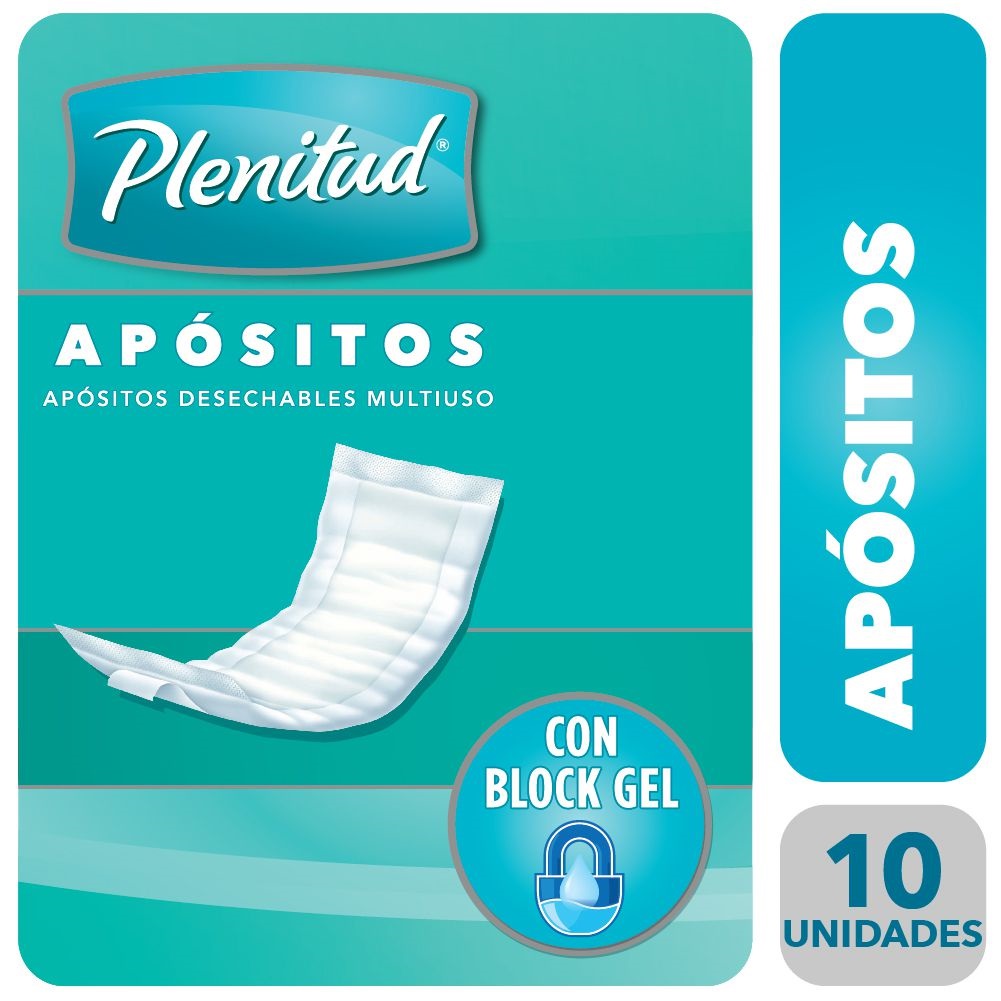 Plenitud®
APÓSITOS
APÓSITOS DESECHABLES MULTIUSO
CON
BLOCK GEL
APÓSITOS
10
UNIDADES